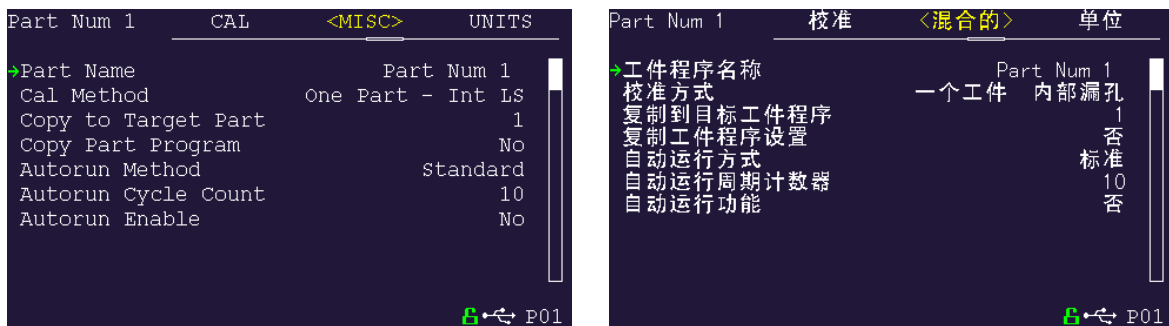 Part Num 1 CAL <MISC> UNITS
→Part Name Part Num 1
Cal Method One Part - Int LS
Copy to Target Part 1
Copy Part Program No
Autorun Method Standard
Autorun Cycle Count 10
Autorun Enable No
P01
Part Num 1 校准 <混合的> 单位
→工件程序名称 Part Num 1
校准方式 一个工件 内部漏孔
复制到目标工件程序 1
复制工件程序设置 否
自动运行方式 标准
自动运行周期计数器 10
自动运行功能 否
P01